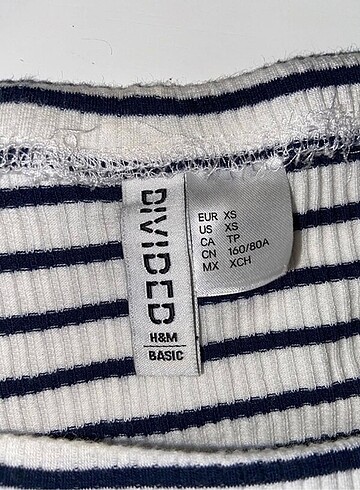 DIVIDED
H&M
BASIC
EUR XS
US XS
CA TP
CN 160/80A
MX XCH